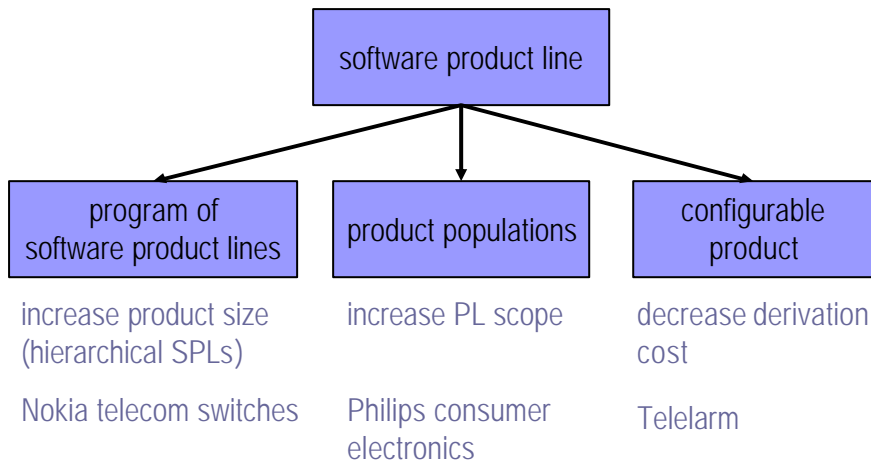 software product line
program of
software product lines
product populations
configurable
product
increase product size
(hierarchical SPLs)
increase PL scope
decrease derivation
cost
Nokia telecom switches
Philips consumer
electronics
Telelarm